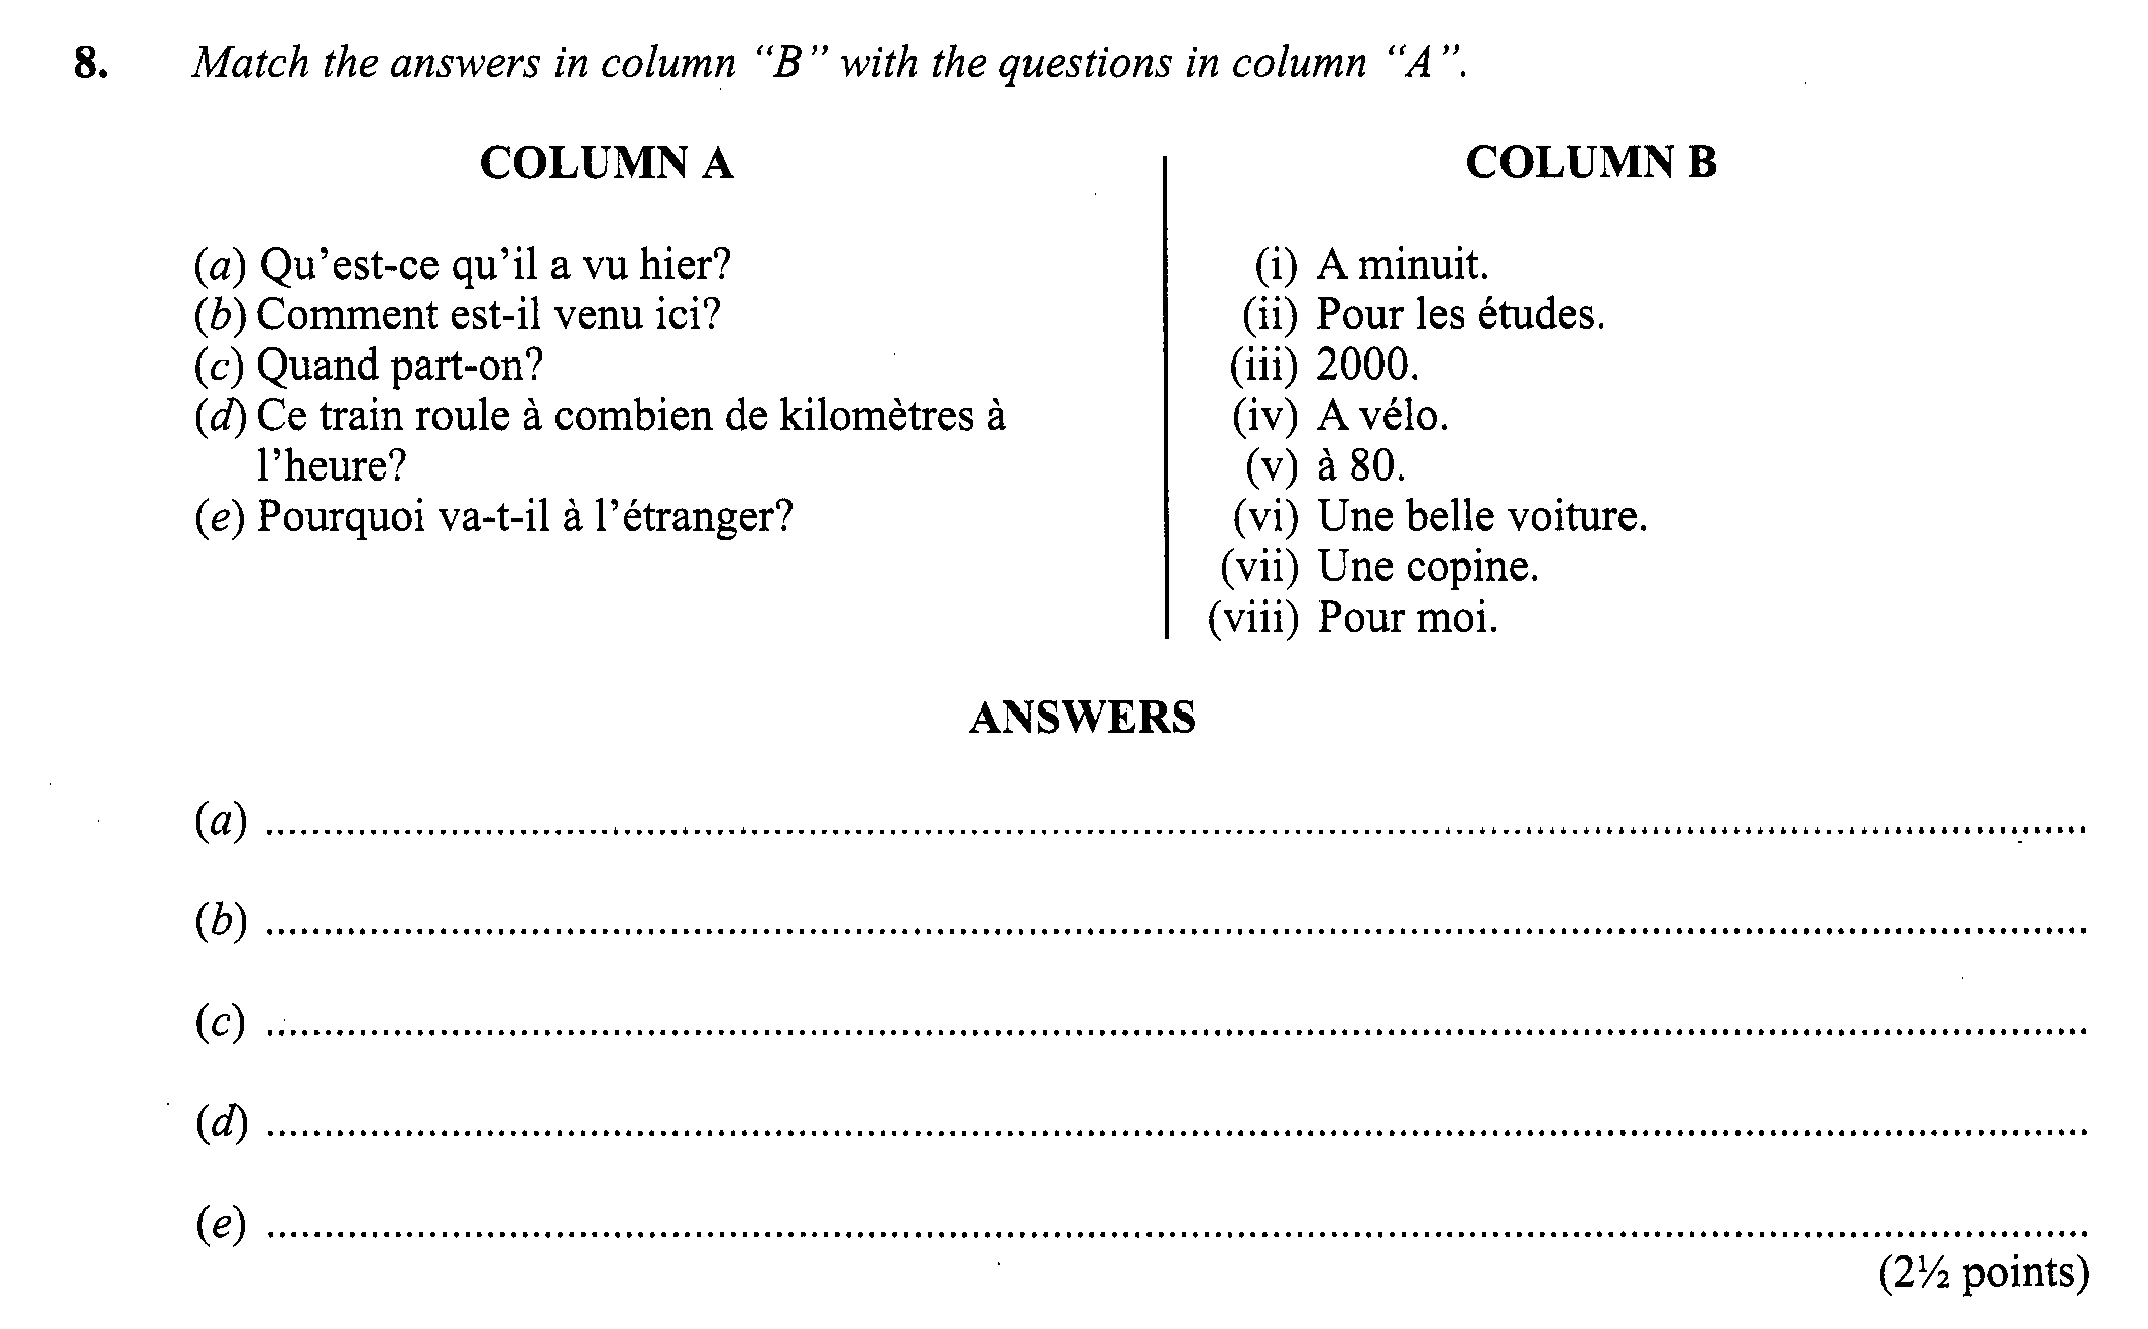 8. Match the answers in column “B” with the questions in column “A”.
COLUMN A
(a) Qu’est-ce qu’il a vu hier?
(b) Comment est-il venu ici?
(c) Quand part-on?
(d) Ce train roule à combien de kilomètres à
l’heure?
(e) Pourquoi va-t-il à l’étranger?
COLUMN B
(i) A minuit.
(ii) Pour les études.
(iii) 2000.
(iv) A vélo.
(v) à 80.
(vi) Une belle voiture.
(vii) Une copine.
(viii) Pour moi.
ANSWERS
(a)
(b)
(c)
(d)
(e)
(2½ points)